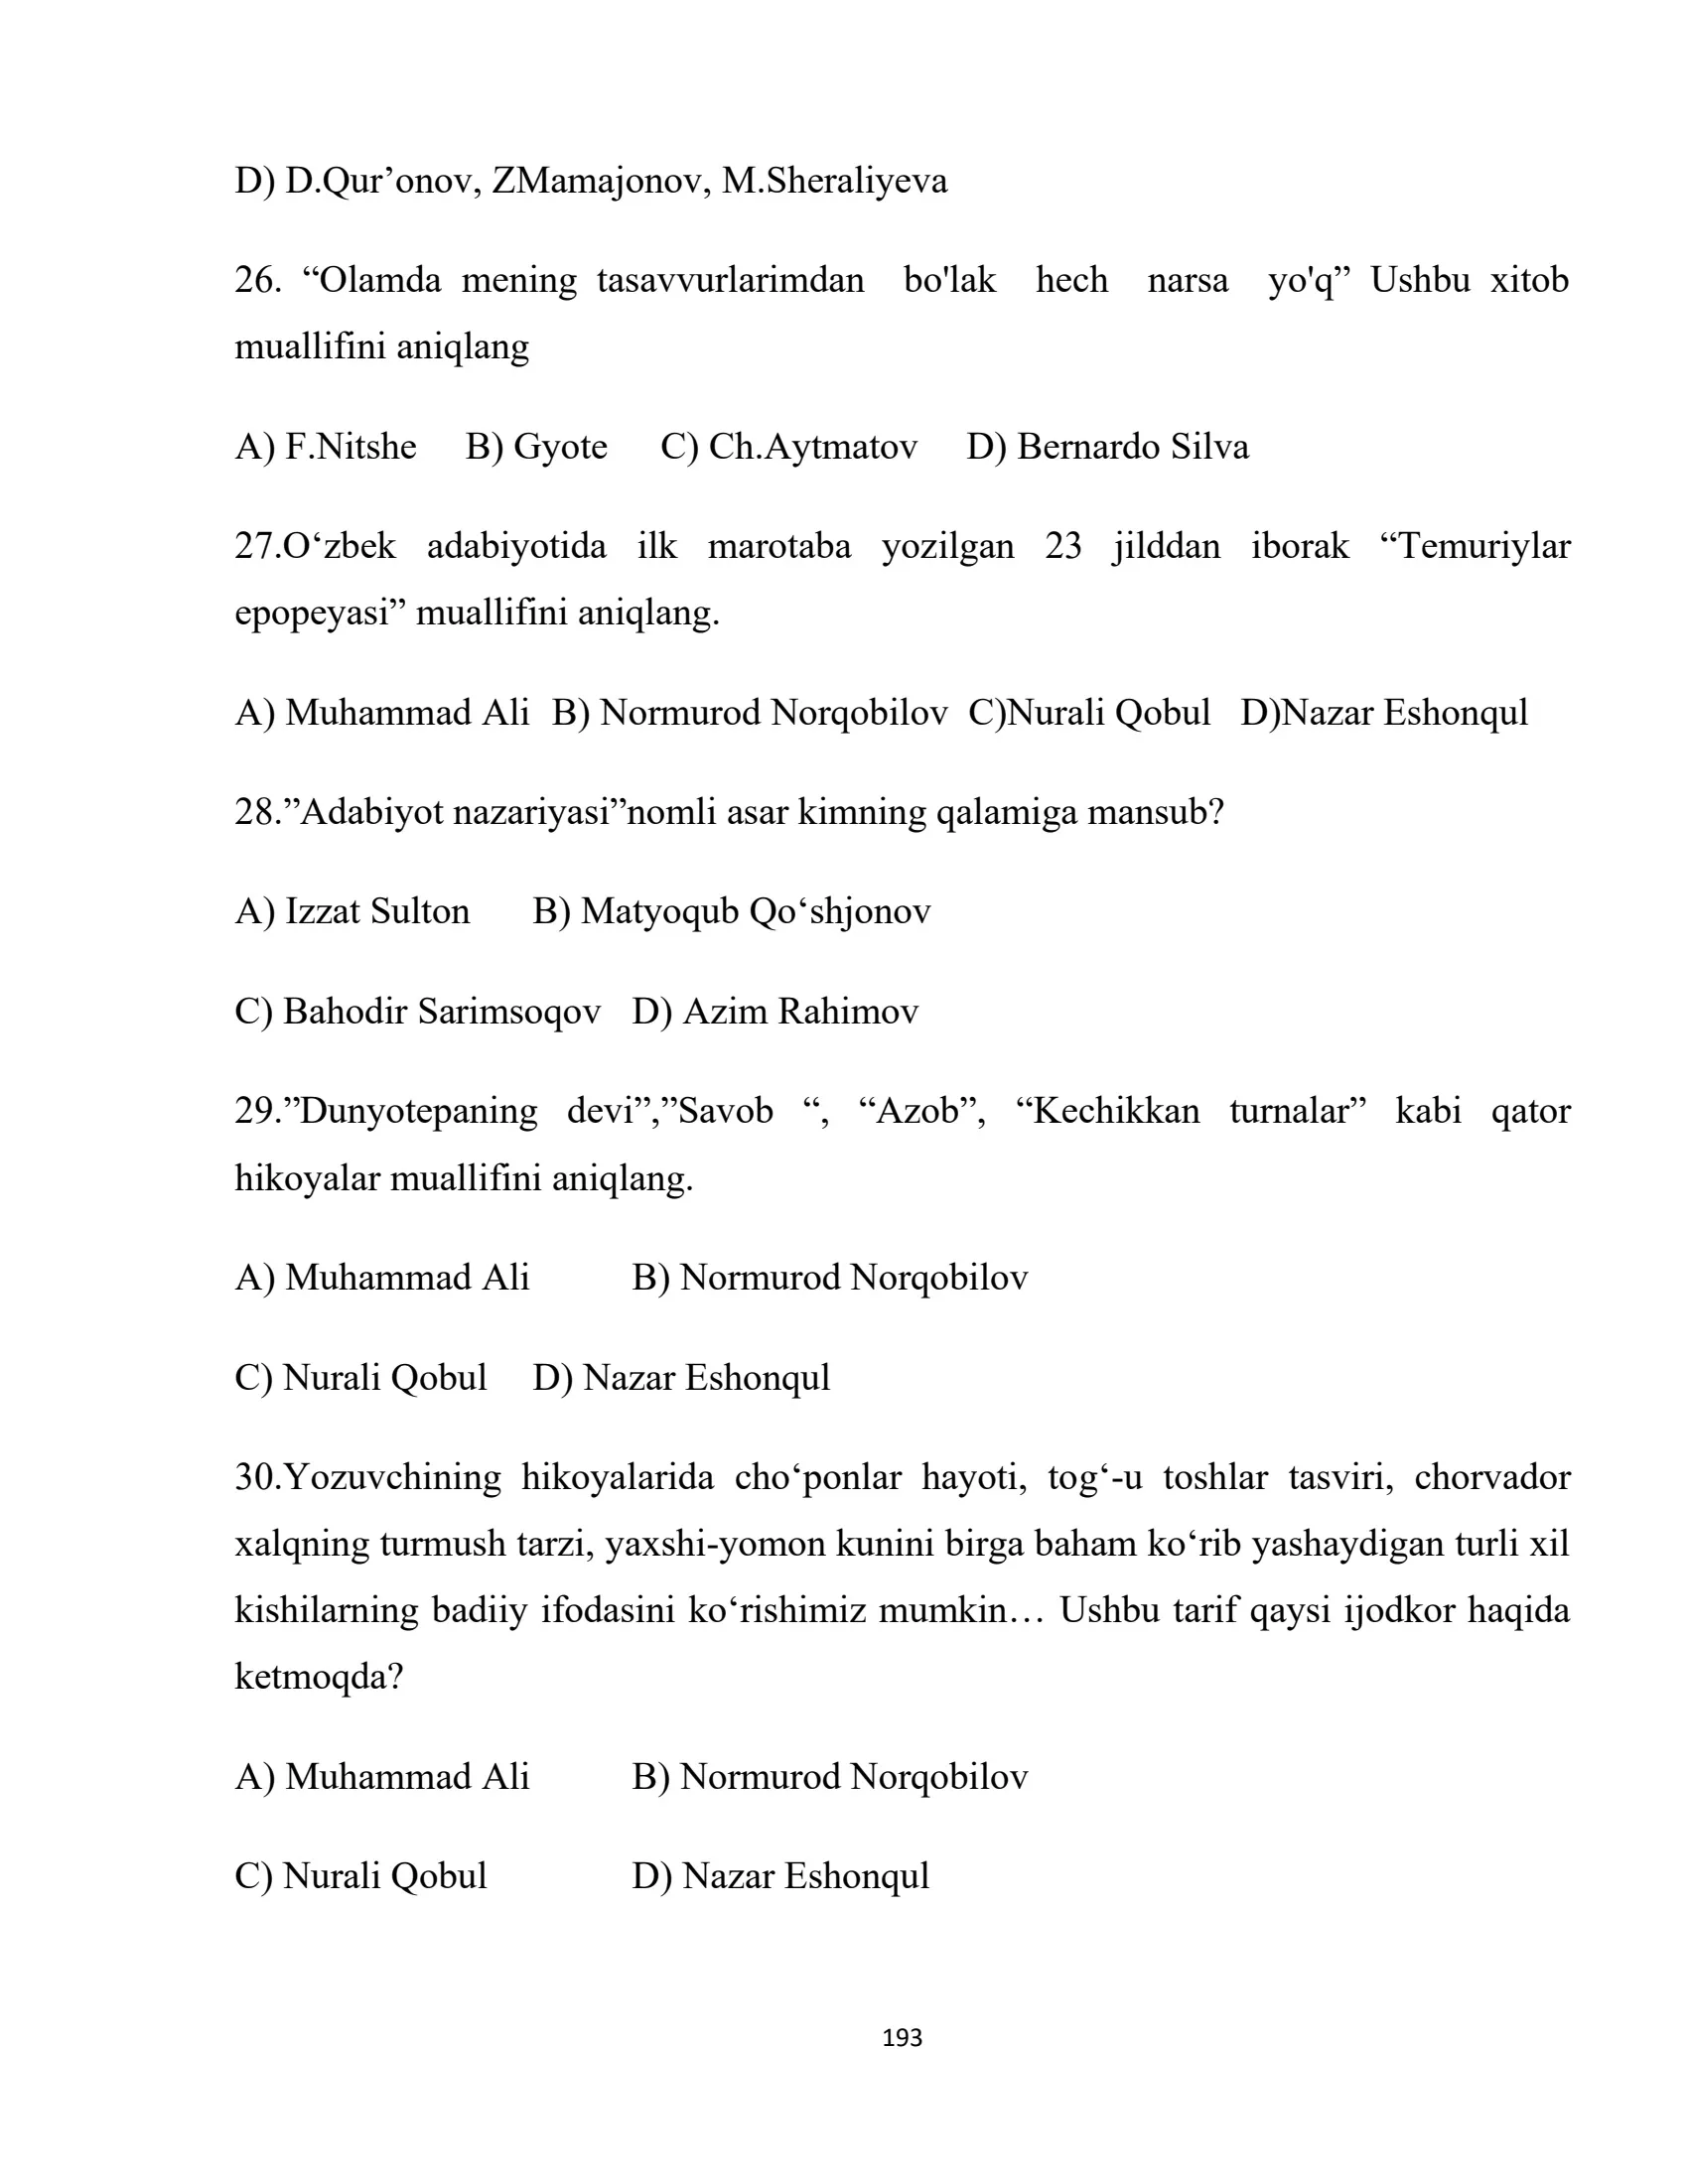 D) D.Qur’onov, ZMamajonov, M.Sheraliyeva
26. “Olamda mening tasavvurlarimdan bo'lak hech narsa yo'q” Ushbu xitob
muallifini aniqlang
A) F.Nitshe B) Gyote C) Ch.Aytmatov D) Bernardo Silva
27.O‘zbek adabiyotida ilk marotaba yozilgan 23 jilddan iborak “Temuriylar
epopeyasi” muallifini aniqlang.
A) Muhammad Ali B) Normurod Norqobilov C)Nurali Qobul D)Nazar Eshonqul
28.”Adabiyot nazariyasi”nomli asar kimning qalamiga mansub?
A) Izzat Sulton B) Matyoqub Qo‘shjonov
C) Bahodir Sarimsoqov D) Azim Rahimov
29.”Dunyotepaning devi”,”Savob “, “Azob”, “Kechikkan turnalar” kabi qator
hikoyalar muallifini aniqlang.
A) Muhammad Ali B) Normurod Norqobilov
C) Nurali Qobul D) Nazar Eshonqul
30.Yozuvchining hikoyalarida cho‘ponlar hayoti, tog‘-u toshlar tasviri, chorvador
xalqning turmush tarzi, yaxshi-yomon kunini birga baham ko‘rib yashaydigan turli xil
kishilarning badiiy ifodasini ko‘rishimiz mumkin… Ushbu tarif qaysi ijodkor haqida
ketmoqda?
A) Muhammad Ali B) Normurod Norqobilov
C) Nurali Qobul D) Nazar Eshonqul
193